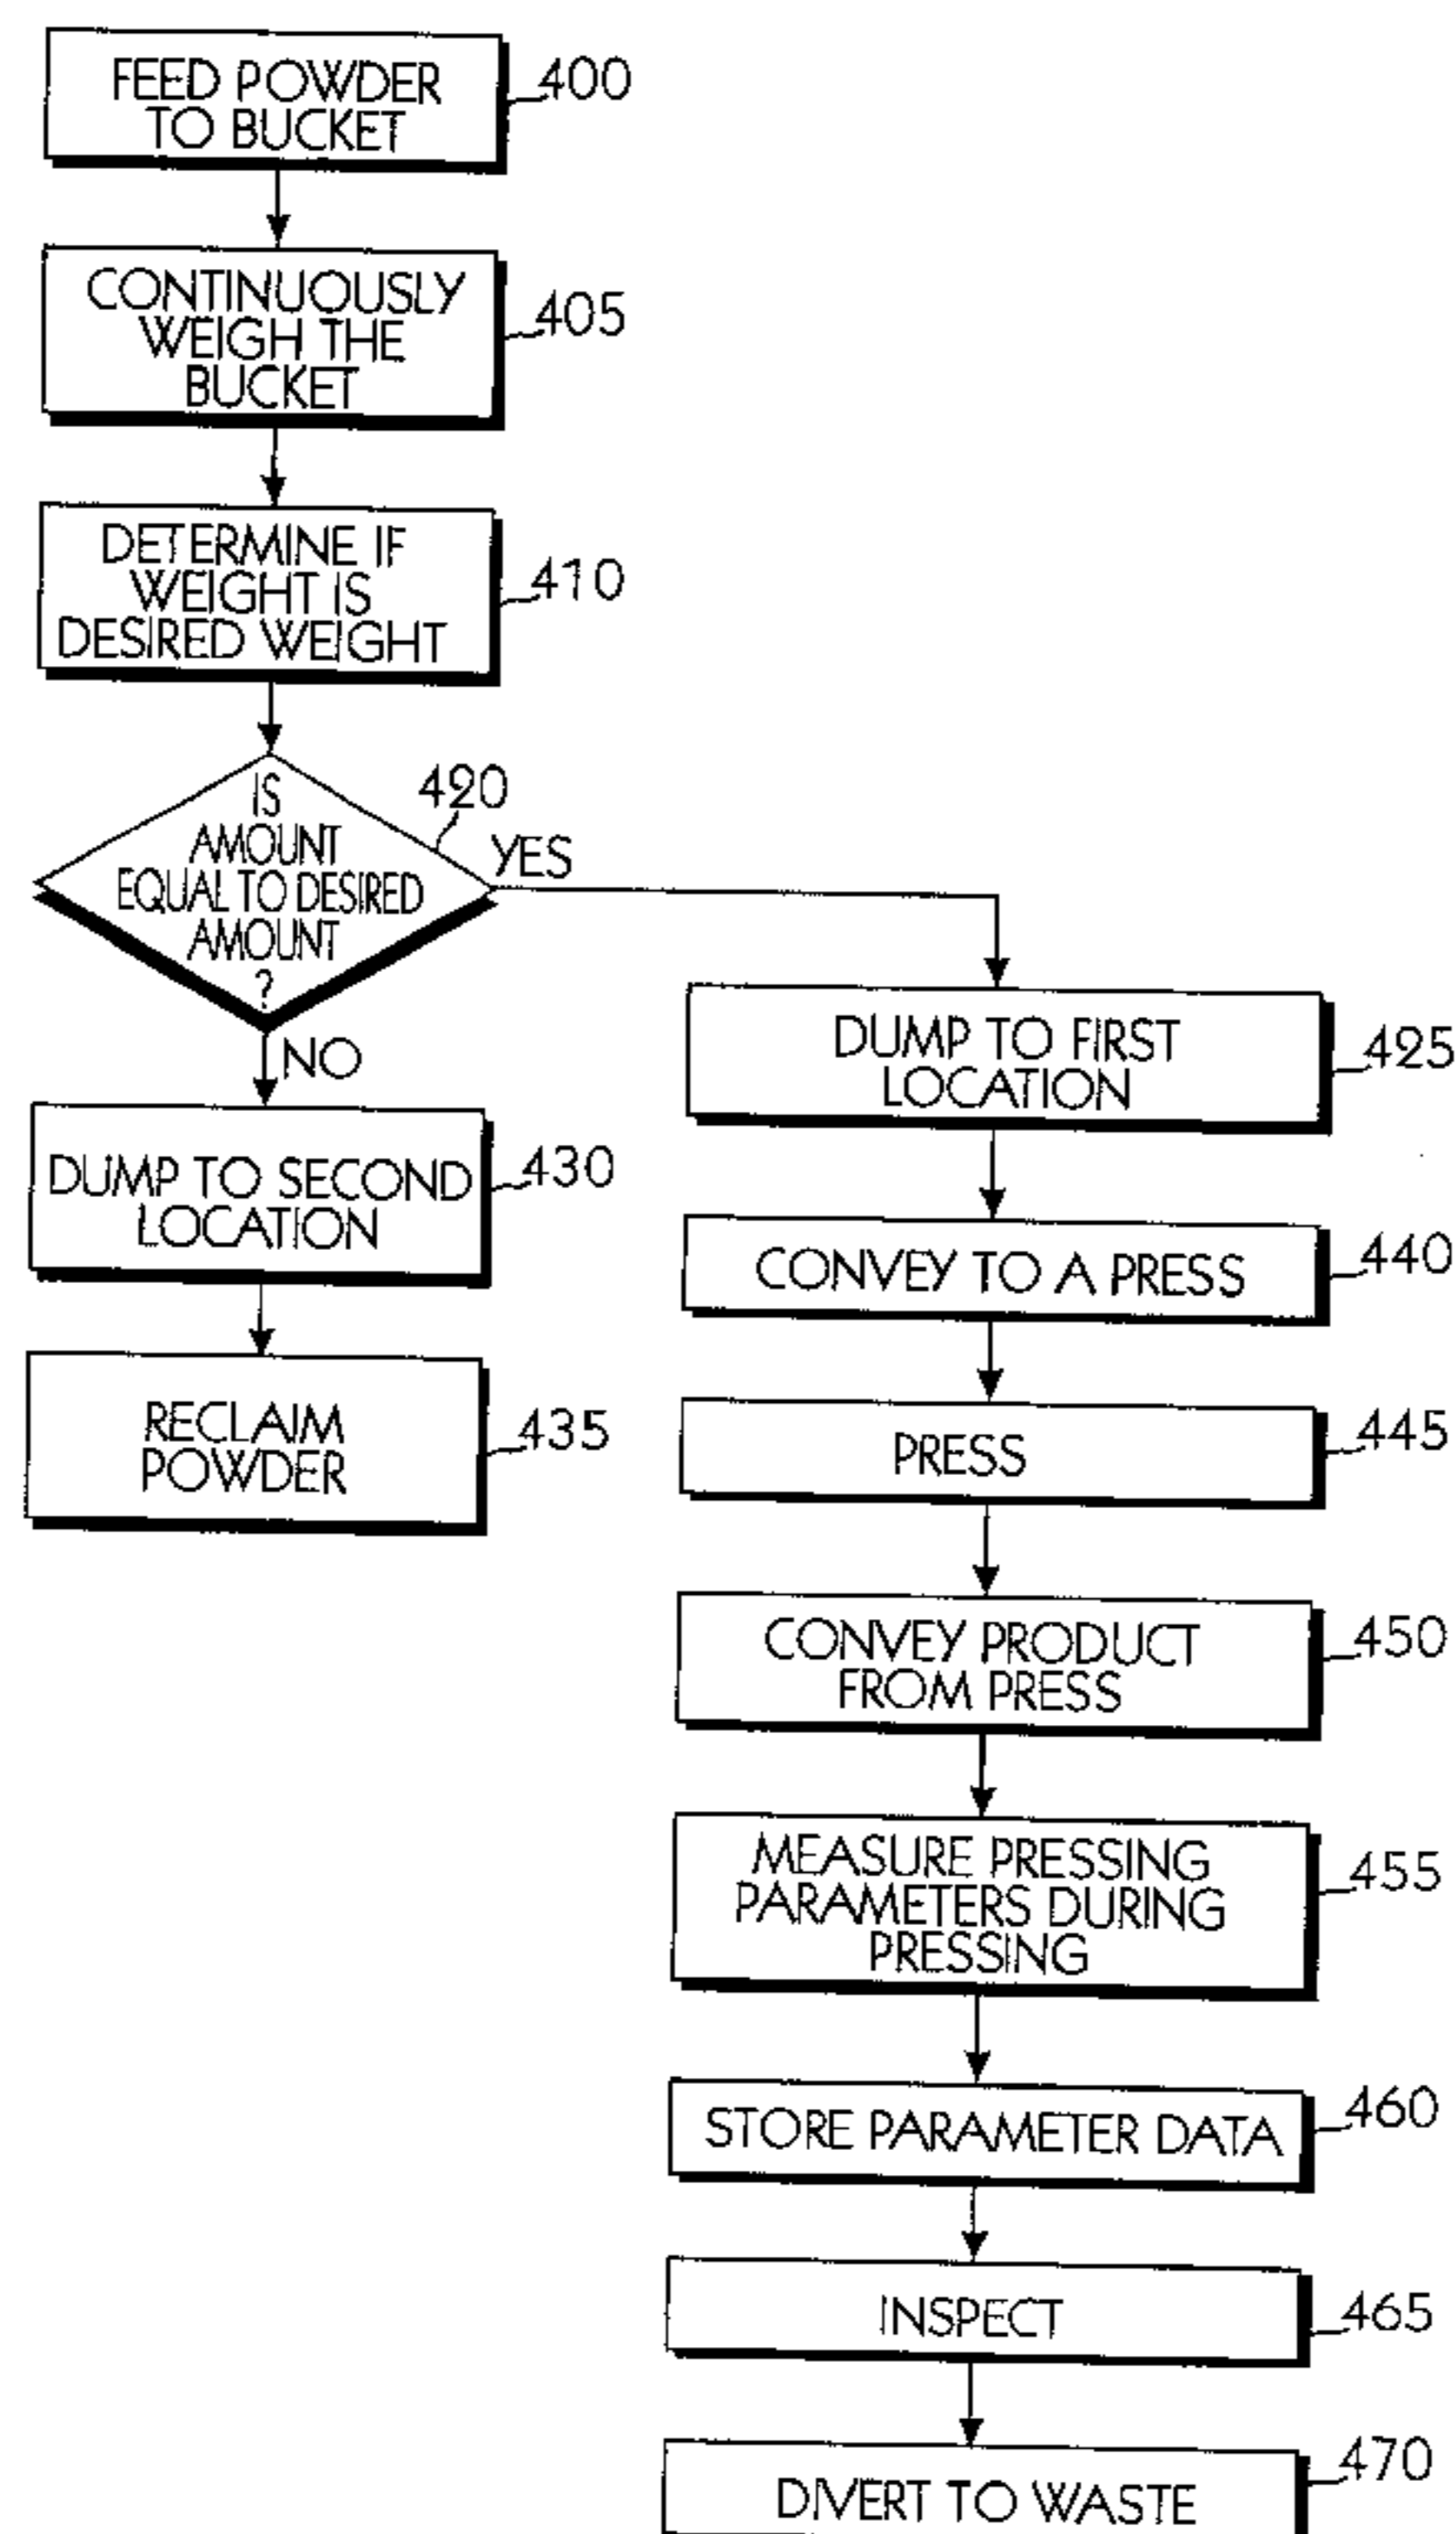 FEED POWDER
TO BUCKET
400
CONTINUOUSLY
WEIGH THE
BUCKET
405
DETERMINE IF
WEIGHT IS
DESIRED WEIGHT
410
IS
AMOUNT
EQUAL TO DESIRED
AMOUNT
?
420
YES
NO
DUMP TO SECOND
LOCATION
430
RECLAIM
POWDER
435
DUMP TO FIRST
LOCATION
425
CONVEY TO A PRESS
440
PRESS
445
CONVEY PRODUCT
FROM PRESS
450
MEASURE PRESSING
PARAMETERS DURING
PRESSING
455
STORE PARAMETER DATA
460
INSPECT
465
DIVERT TO WASTE
470